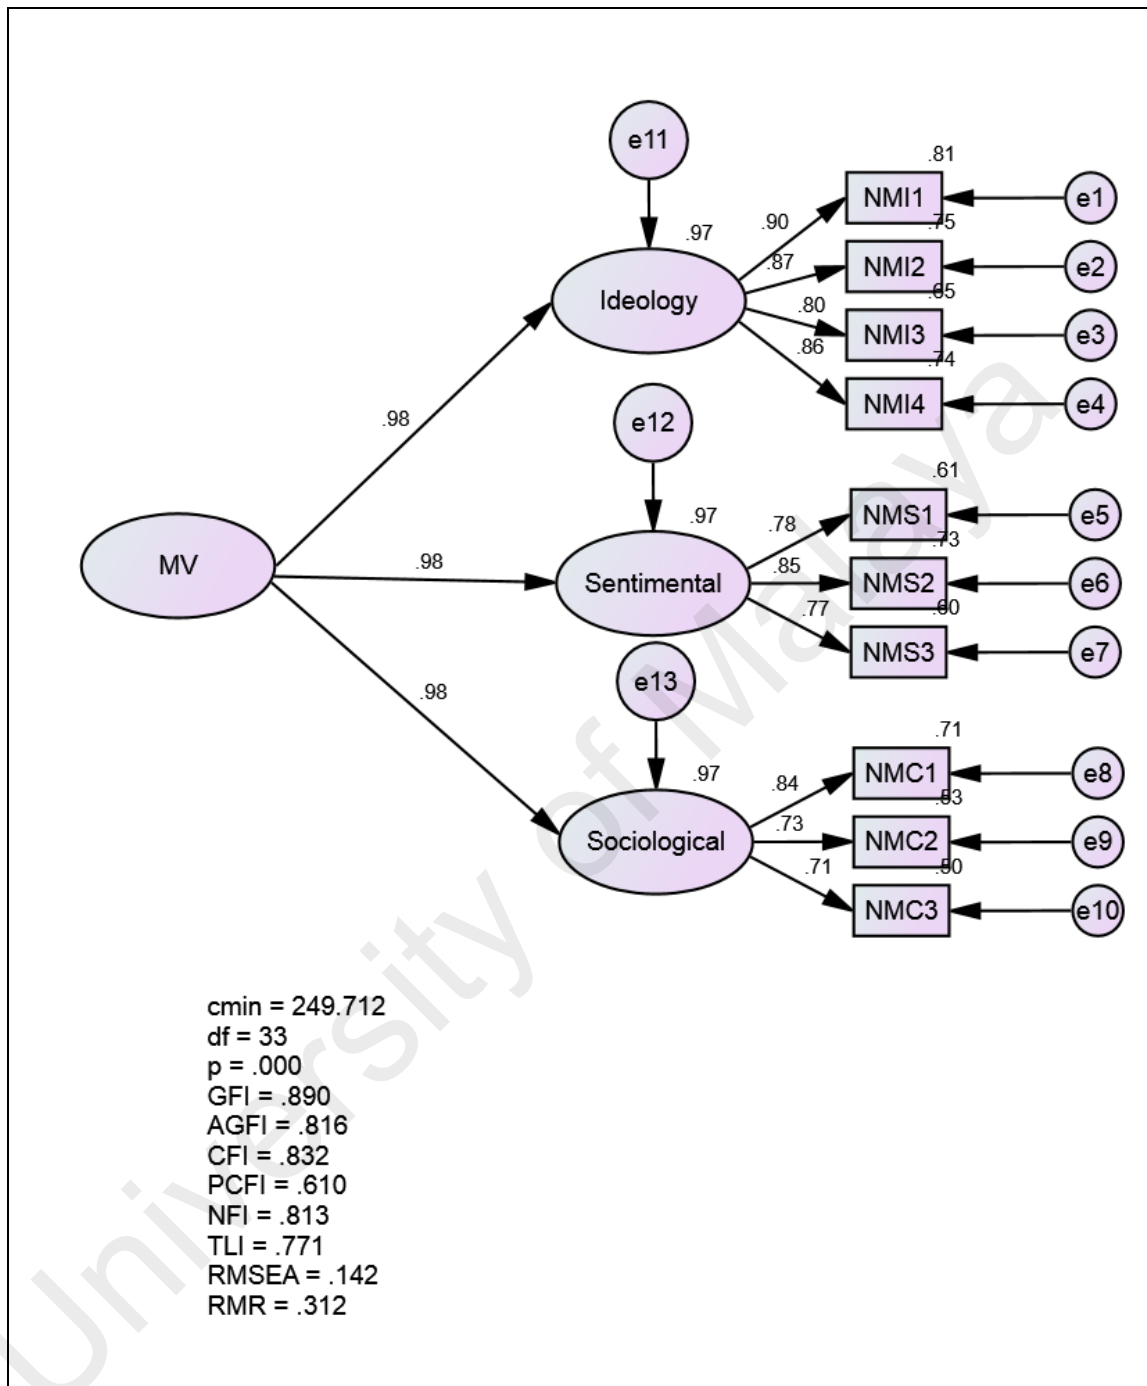 e11
.81
NMI1
e1
.90
.75
.97
.87
NMI2
e2
Ideology
.65
.80
NMI3
e3
.86
.74
NMI4
e4
.98
e12
.61
.97
.78
NMS1
e5
.73
MV
.98
Sentimental
.85
NMS2
e6
.60
.77
NMS3
e7
e13
.98
.71
.97
.84
NMC1
e8
.53
.73
Sociological
NMC2
e9
.71
.50
NMC3
e10
cmin = 249.712
df = 33
p = .000
GFI = .890
AGFI = .816
CFI = .832
PCFI = .610
NFI = .813
TLI = .771
RMSEA = .142
RMR = .312
University of Malaya